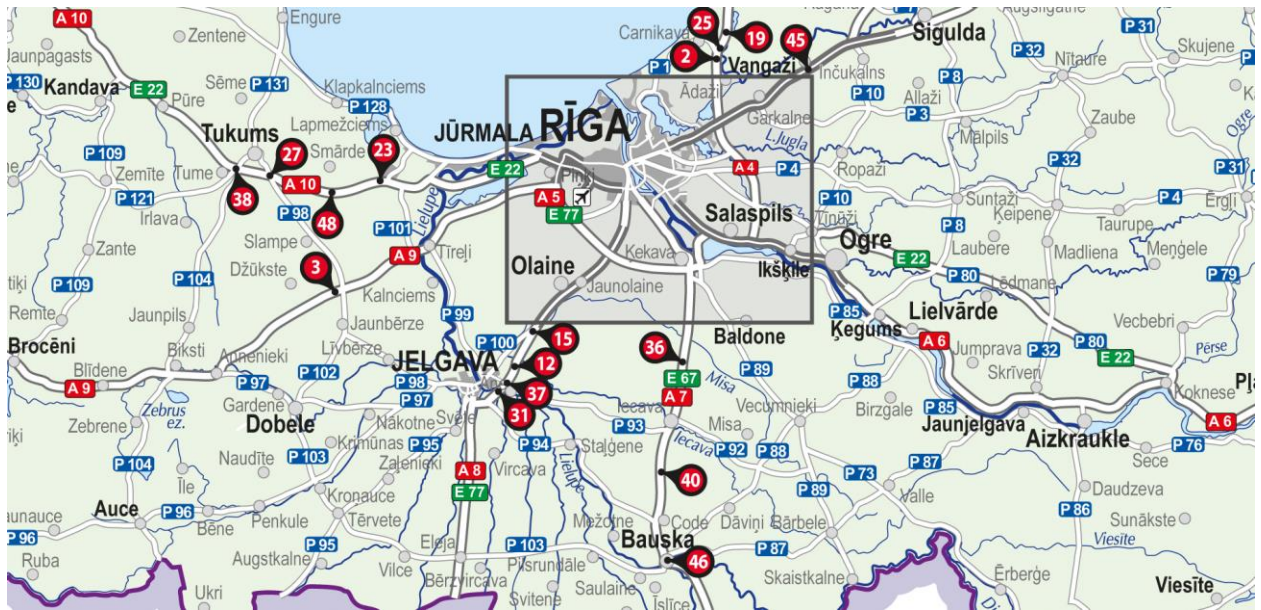 A 10
Engure
Zentene
Carnikava
25
19
45
Sigulda
P 31
Jaunpagasts
P 32
Nītaure
Skujene
P 130
E 22
Sēme
P 131
Klapkalnciems
P 1
2
Vangaži
Inčukalns
P 8
Kandava
Pūre
P 128
Ādaži
P 10
Allaži
Garkalne
P 3
Zaube
Ogre
Tukums
Lapmežciems
JŪRMALA
RĪGA
L.Jugla
Mālpils
P 109
27
Smārde
23
E 22
P 32
P 31
Zemīte
Tume
A 10
Piņķi
A 4
P 4
Ropaži
P 121
38
48
A 5
P 10
Suntaži
P 4
Ērgļi
Irlava
P 98
P 101
Lielupe
E 77
Salaspils
Tīnūži
Ķeipene
Taurupe
Zante
Slampe
A 9
Tīreļi
Ķekava
Ogre
P 8
Laubere
Madliena
Meņģele
P 104
Džūkste
3
Olaine
Ikšķile
E 22
P 80
P 79
P 109
Kalnciems
Jaunolaine
Lēdmane
Remte
Jaunpils
P 99
P 85
Lielvārde
Jaunbērze
Ķegums
Vecbebri
Brocēni
Biksti
P 100
15
Baldone
A 6
P 80
Blīdene
Annenieki
Līvbērze
JELGAVA
12
36
Jumprava
P 32
E 22
Pērse
A 9
P 102
P 89
Skrīveri
P 97
P 98
37
E 67
Misa
P 88
Koknese
Zebrus
ez.
Gardene
P 97
31
A 7
Iecava
Vecumnieki
Birzgale
P 85
Dobele
Nākotne
Svēte
Jaunjelgava
A 6
Zebrene
P 93
Misa
Aizkraukle
Krimūnas
P 95
P 94
Staļģene
Iecava
P 92
P 88
P 76
P 104
Naudīte
P 103
Zaļenieki
A 8
Vircava
Lielupe
P 73
P 87
Sece
Īle
E 77
40
Auce
Kronauce
P 89
Valle
Daudzeva
P 96
P 96
Penkule
Mežotne
Code
Dāviņi
Bārbele
P 86
Bēne
Tērvete
Bauska
Sunākste
P 95
Eleja
P 103
P 87
Viesīte
Ruba
Augstkalne
Vilce
Pilsrundāle
46
Bērzvircava
Saulaine
Skaistkalne
Ērberģe
Viesīte
Ukri
Svitene
Īslīce